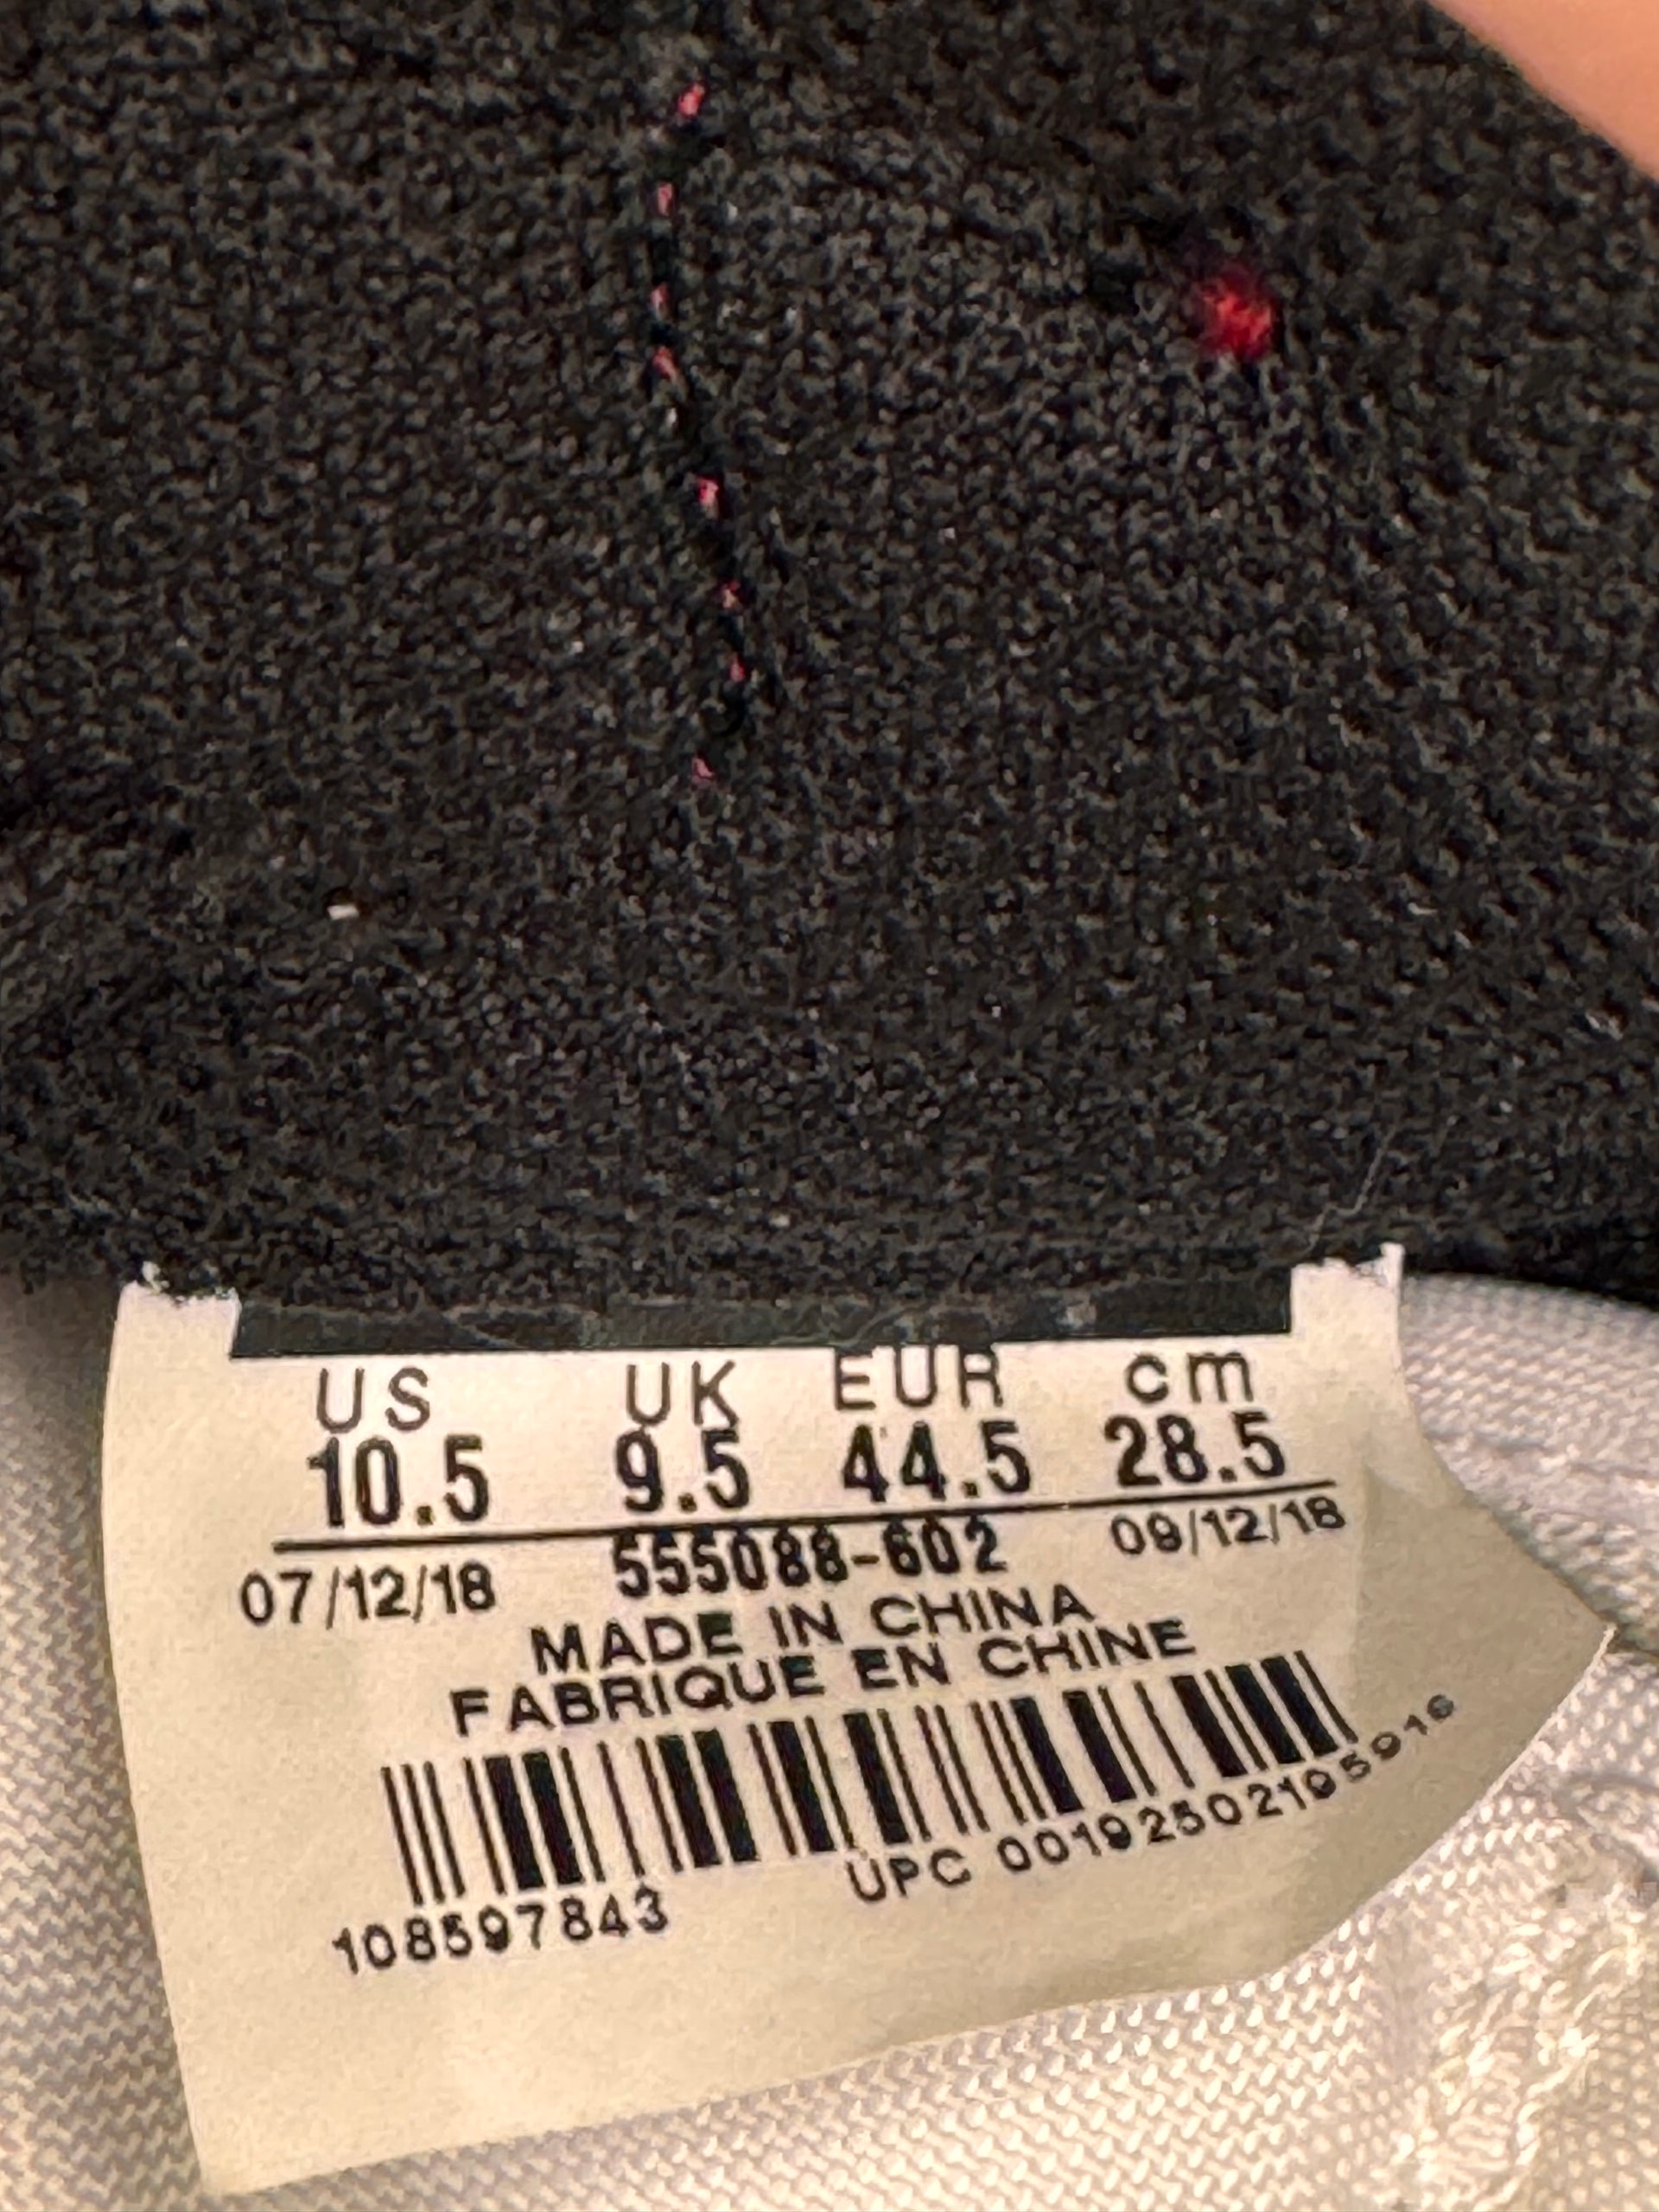 US UK EUR cm
10.5 9.5 44.5 28.5
07/12/18 555088-602 09/12/18
MADE IN CHINA
FABRIQUE EN CHINE
108597843 UPC 00192502195916